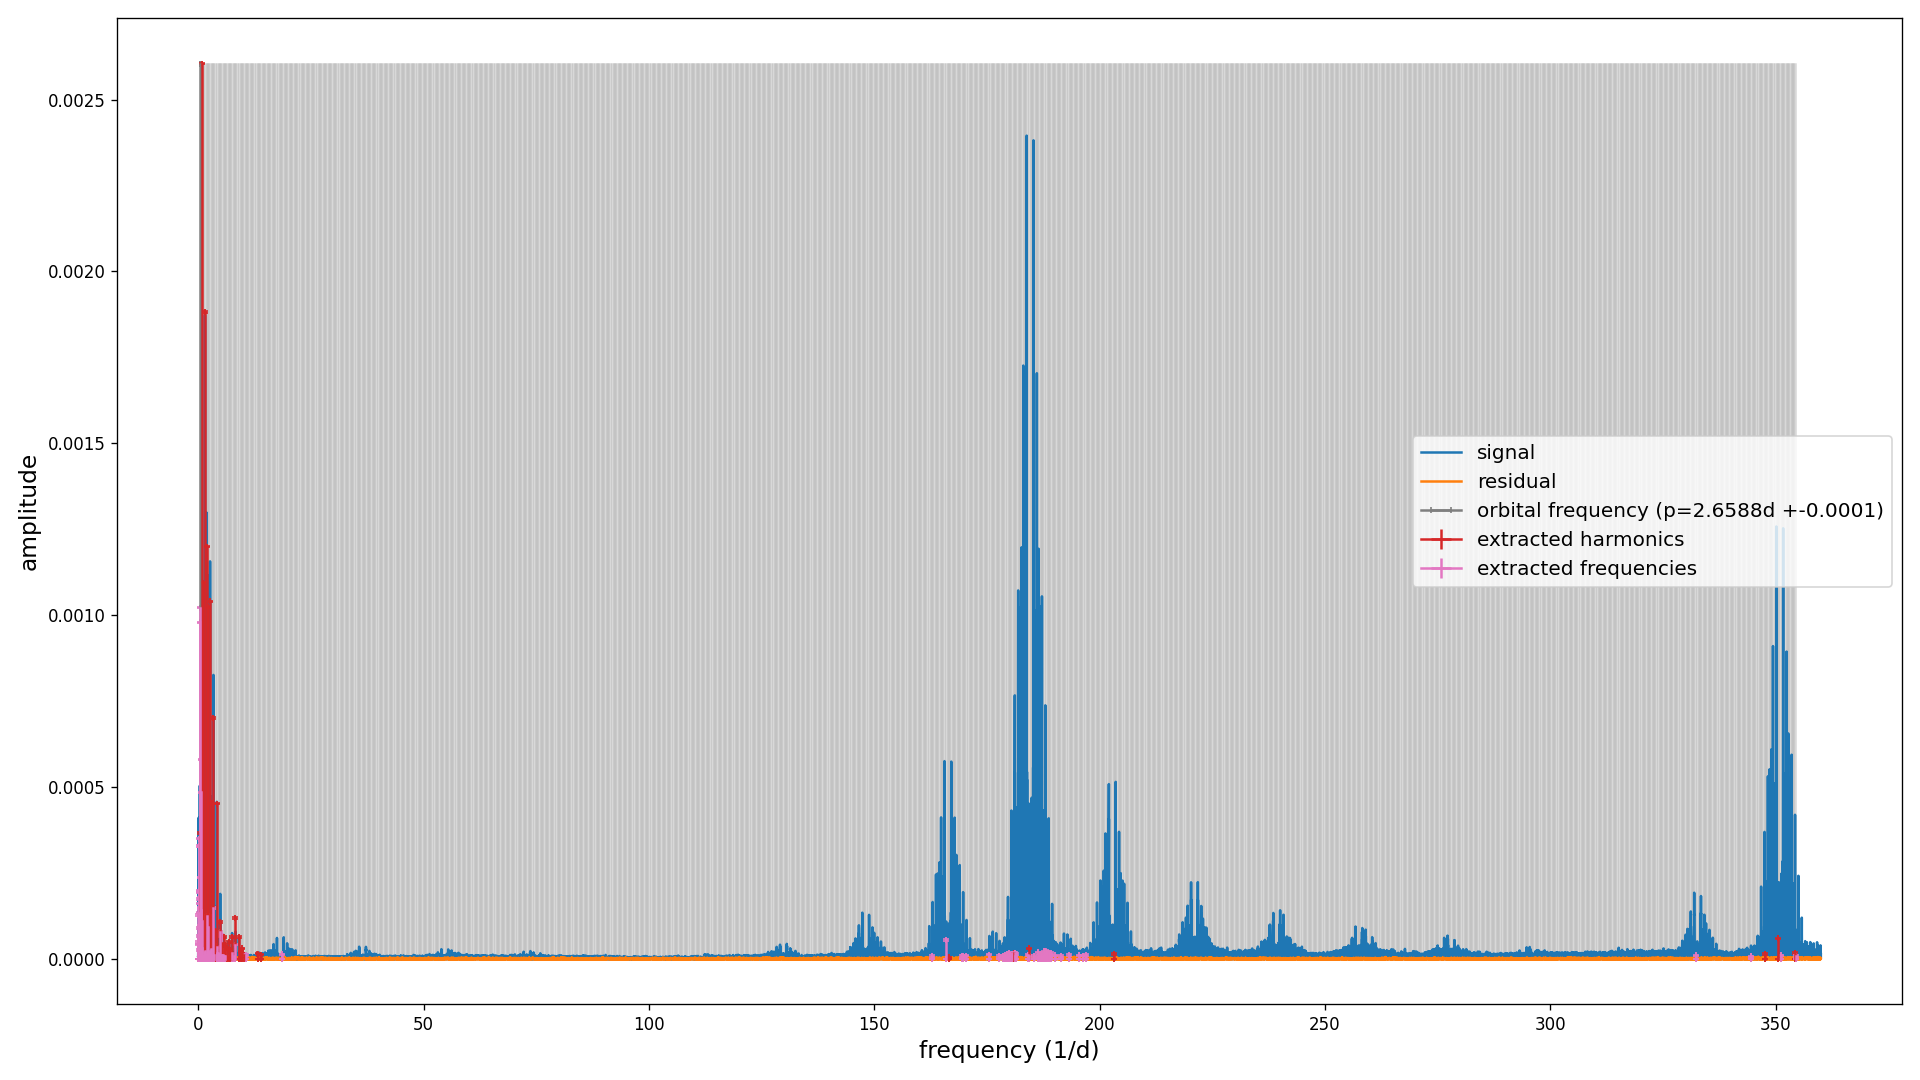 0.0025
0.0020
0.0015
0.0010
0.0005
0.0000
amplitude
signal
residual
orbital frequency (p=2.6588d +-0.0001)
extracted harmonics
extracted frequencies
0 50 100 150 200 250 300 350
frequency (1/d)